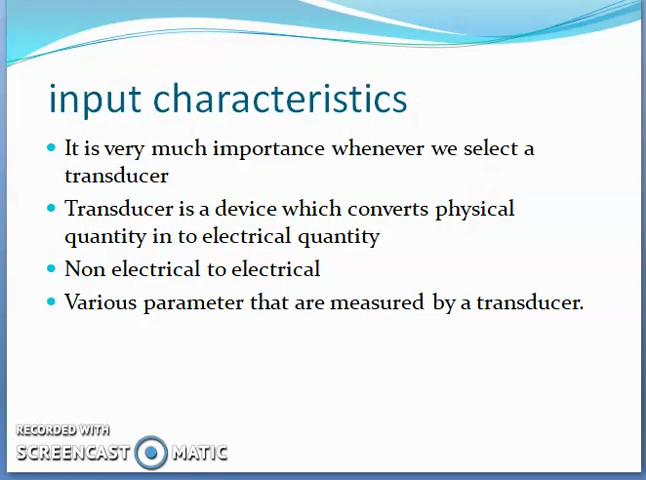 input characteristics
It is very much importance whenever we select a
transducer
Transducer is a device which converts physical
quantity in to electrical quantity
Non electrical to electrical
Various parameter that are measured by a transducer.
RECORDED WITH
SCREENCAST MATIC